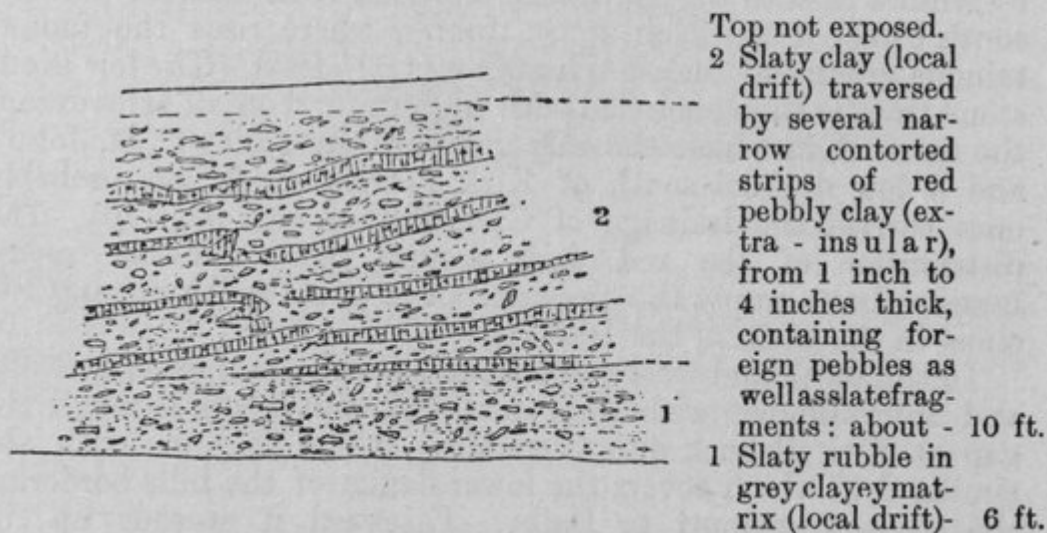 Top not exposed.
2 Slaty clay (local
drift) traversed
by several nar-
row contorted
strips of red
pebbly clay (ex-
tra - insular),
from 1 inch to
4 inches thick,
containing for-
eign pebbles as
2
well as slate frag-
ments : about - 10 ft.
1
1 Slaty rubble in
grey clayey mat-
rix (local drift)- 6 ft.